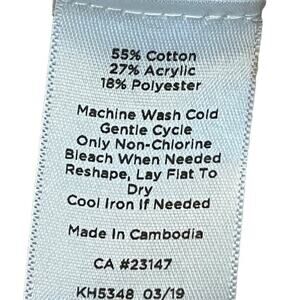 55% Cotton
27% Acrylic
18% Polyester
Machine Wash Cold
Gentle Cycle
Only Non-Chlorine
Bleach When Needed
Reshape, Lay Flat To
Dry
Cool Iron If Needed
Made In Cambodia
CA #23147
KH5348 03/19